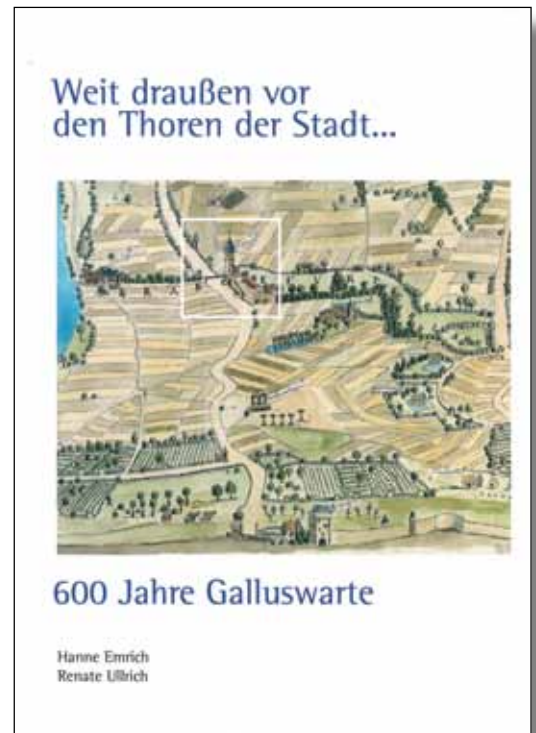 Weit draußen vor
den Thoren der Stadt...
600 Jahre Galluswarte
Hanne Emrich
Renate Ullrich